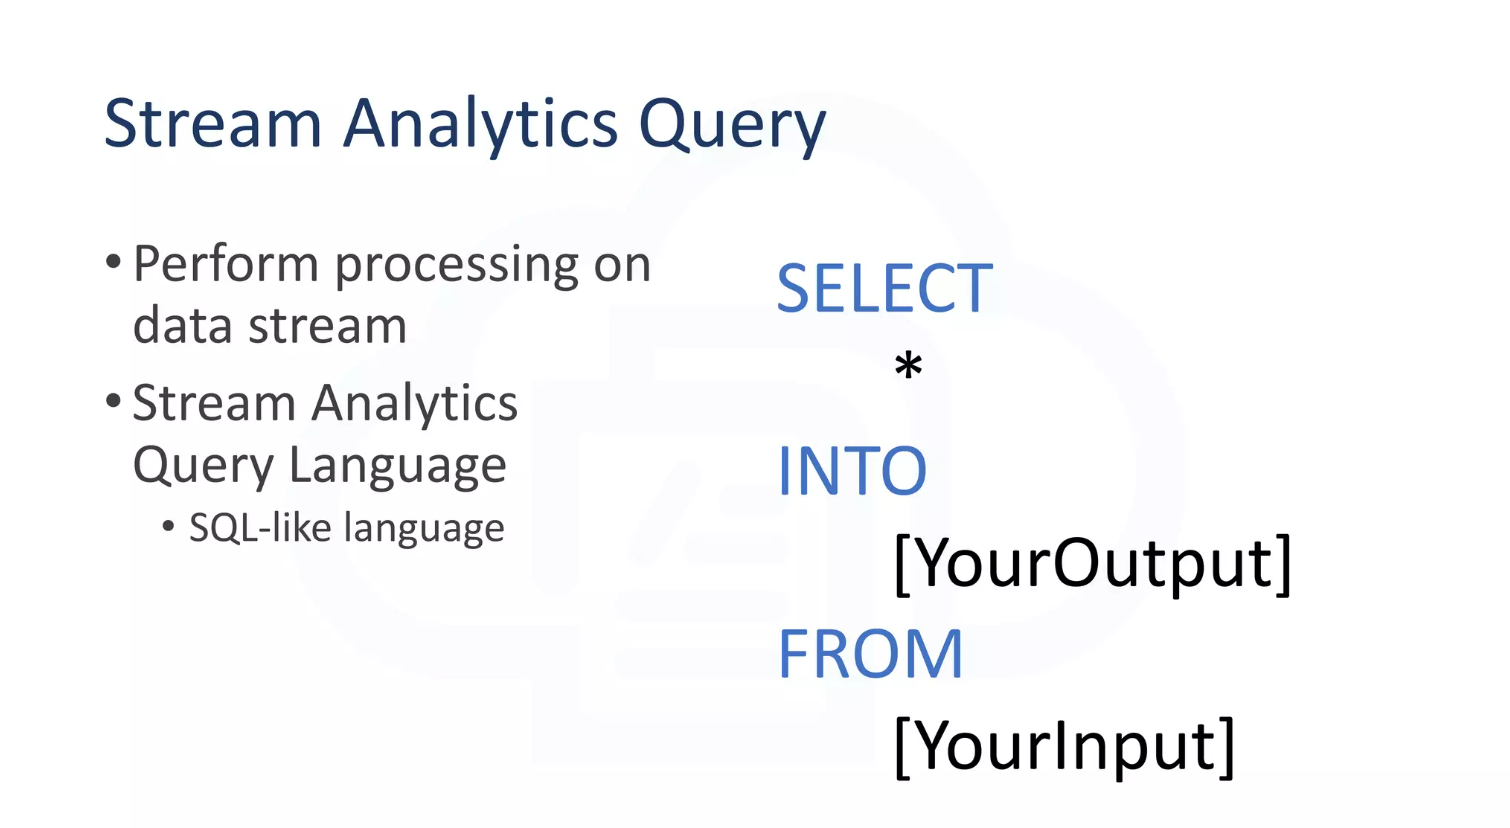 Stream Analytics Query
• Perform processing on
data stream
• Stream Analytics
Query Language
• SQL-like language
SELECT
*
INTO
[YourOutput]
FROM
[YourInput]